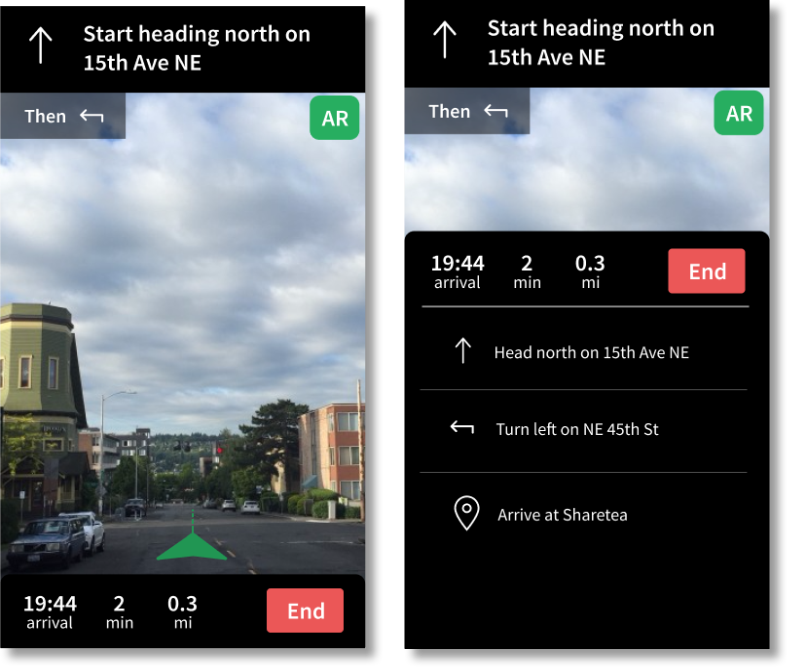 Start heading north on
15th Ave NE
Then
AR
19:44 2 0.3
arrival min mi
End
Start heading north on
15th Ave NE
Then
AR
19:44 2 0.3
arrival min mi
End
Head north on 15th Ave NE
Turn left on NE 45th St
Arrive at Sharetea